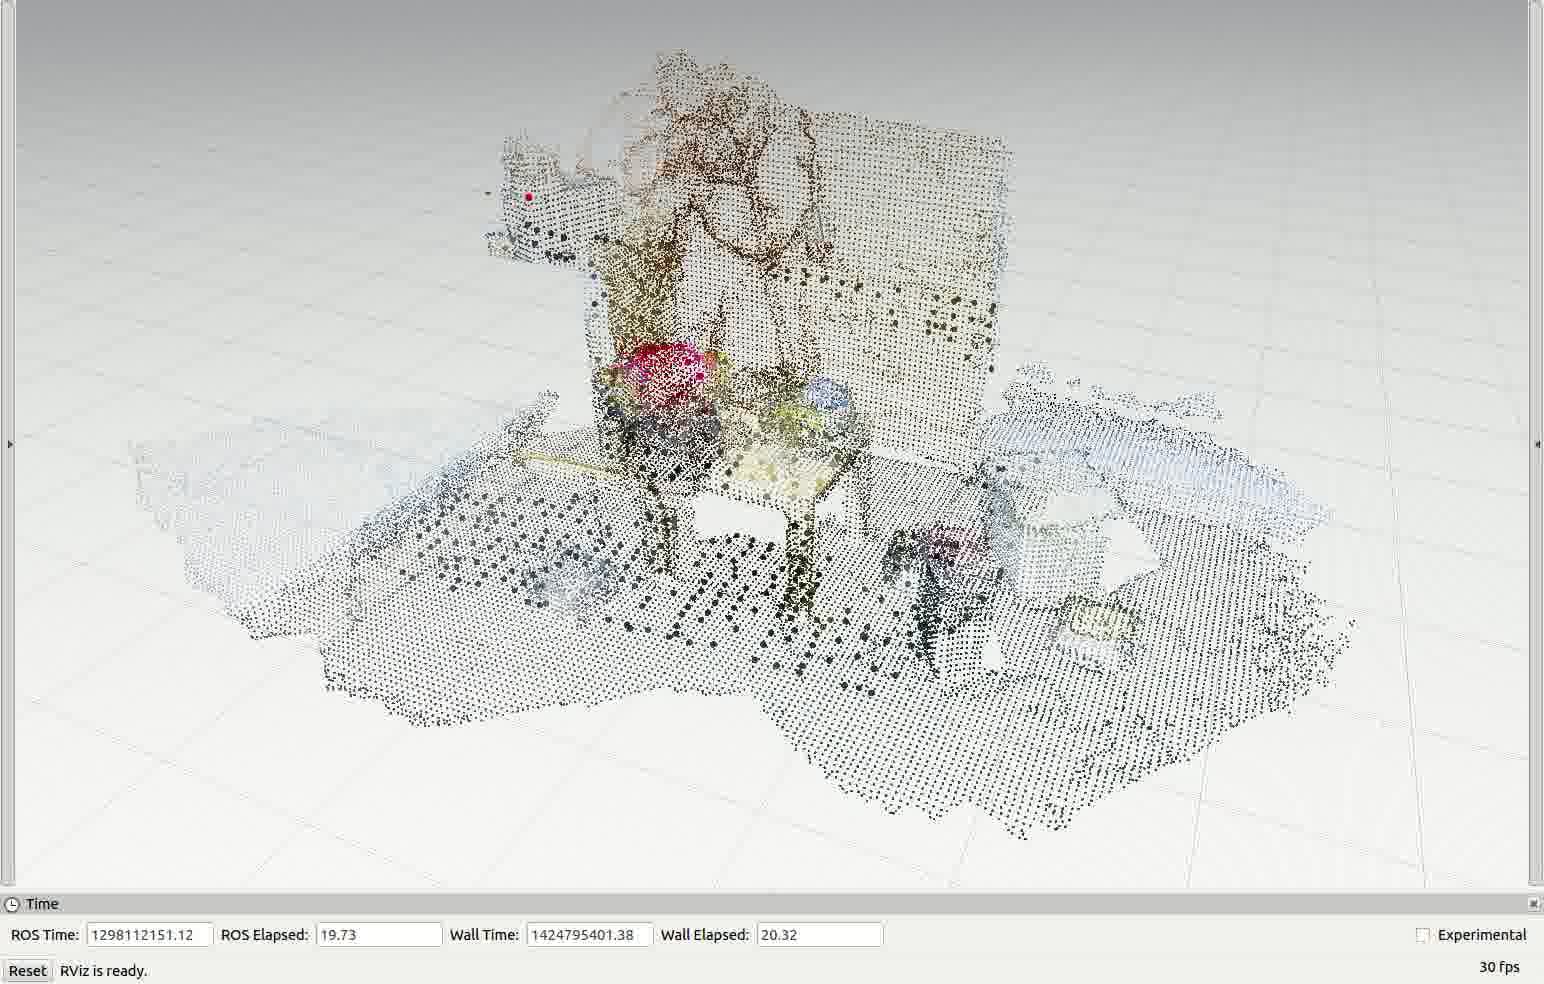 Time
ROS Time: 1298112151.12 ROS Elapsed: 19.73 Wall Time: 1424795401.38 Wall Elapsed: 20.32 Experimental
Reset RViz is ready. 30 fps